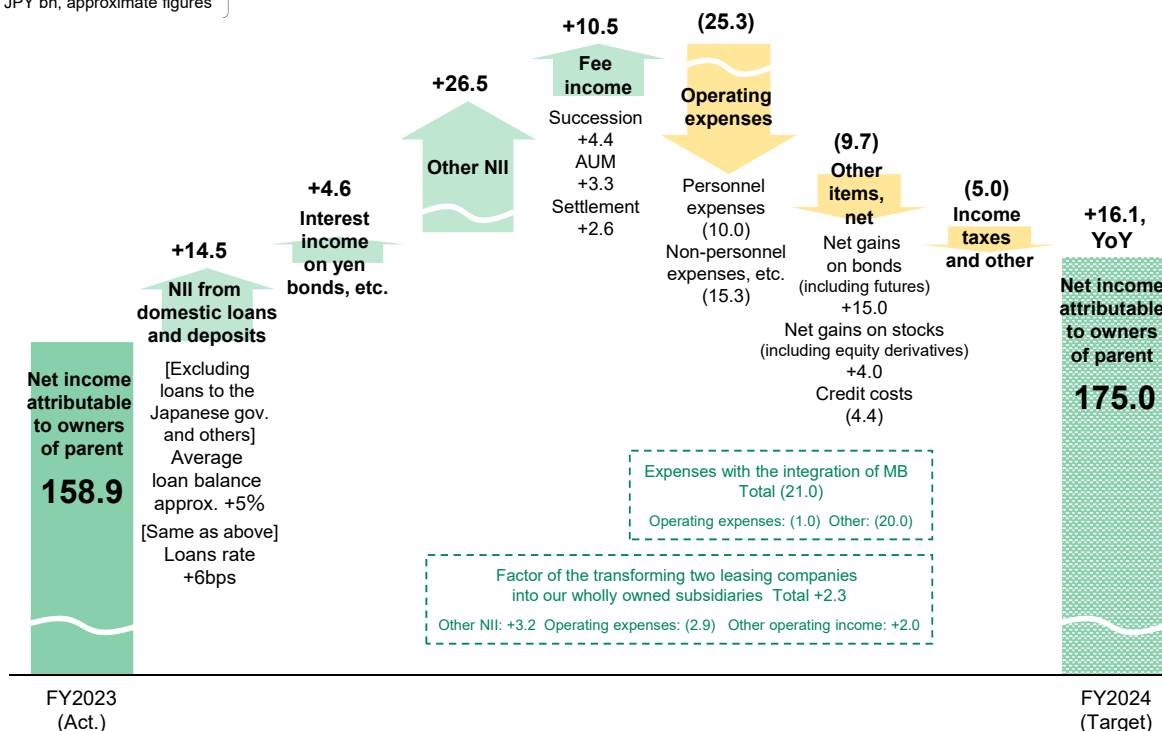 JPY bn, approximate figures
Net income
attributable
to owners
of parent
158.9
+14.5
NII from
domestic loans
and deposits
[Excluding
loans to the
Japanese gov.
and others]
Average
loan balance
approx. +5%
[Same as above]
Loans rate
+6bps
+4.6
Interest
income
on yen
bonds, etc.
+26.5
Other NII
+10.5
Fee
income
Succession
+4.4
AUM
+3.3
Settlement
+2.6
(25.3)
Operating
expenses
Personnel
expenses
(10.0)
Non-personnel
expenses, etc.
(15.3)
(9.7)
Other
items,
net
Net gains
on bonds
(including futures)
+15.0
Net gains on stocks
(including equity derivatives)
+4.0
Credit costs
(4.4)
(5.0)
Income
taxes
and other
+16.1,
YoY
Net income
attributable
to owners
of parent
175.0
Expenses with the integration of MB
Total (21.0)
Operating expenses: (1.0) Other: (20.0)
Factor of the transforming two leasing companies
into our wholly owned subsidiaries Total +2.3
Other NII: +3.2 Operating expenses: (2.9) Other operating income: +2.0
FY2023
(Act.)
FY2024
(Target)